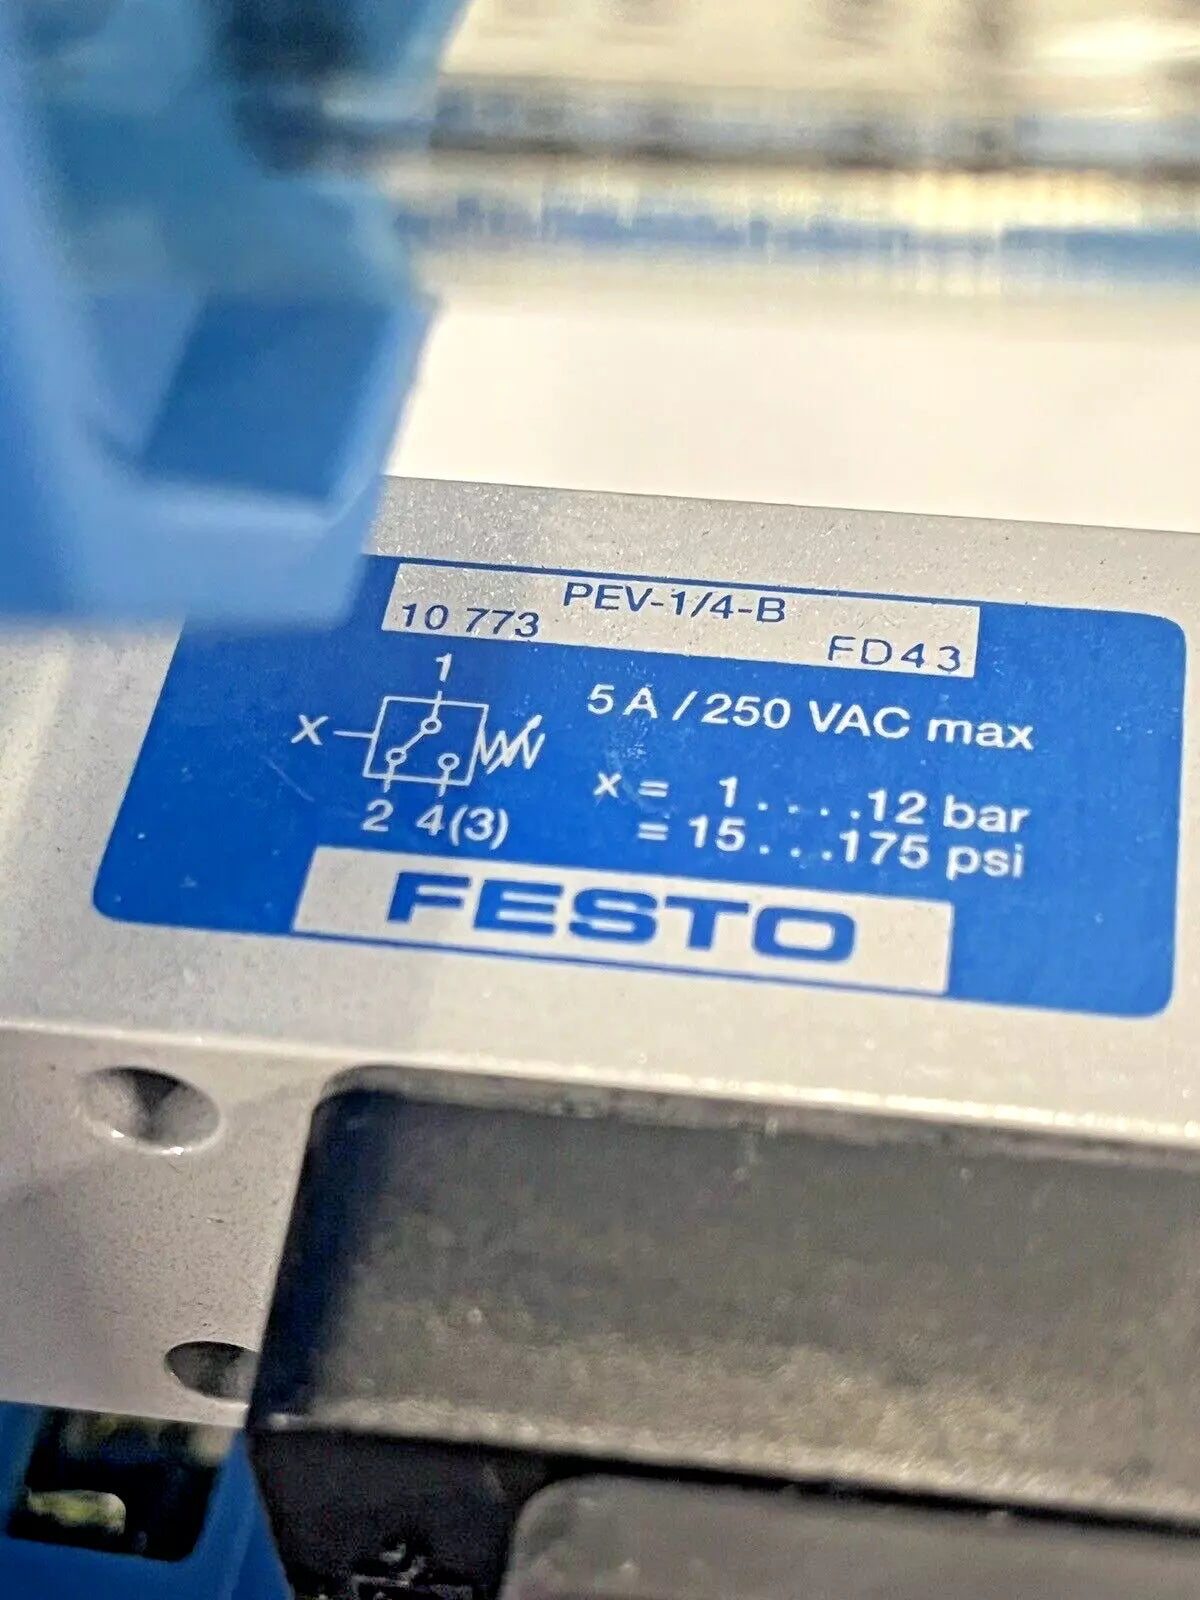 PEV-1/4-B
10 773
FD43
1
5 A / 250 VAC max
x
x = 1 . . . .12 bar
2 4(3)
= 15 . . .175 psi
FESTO